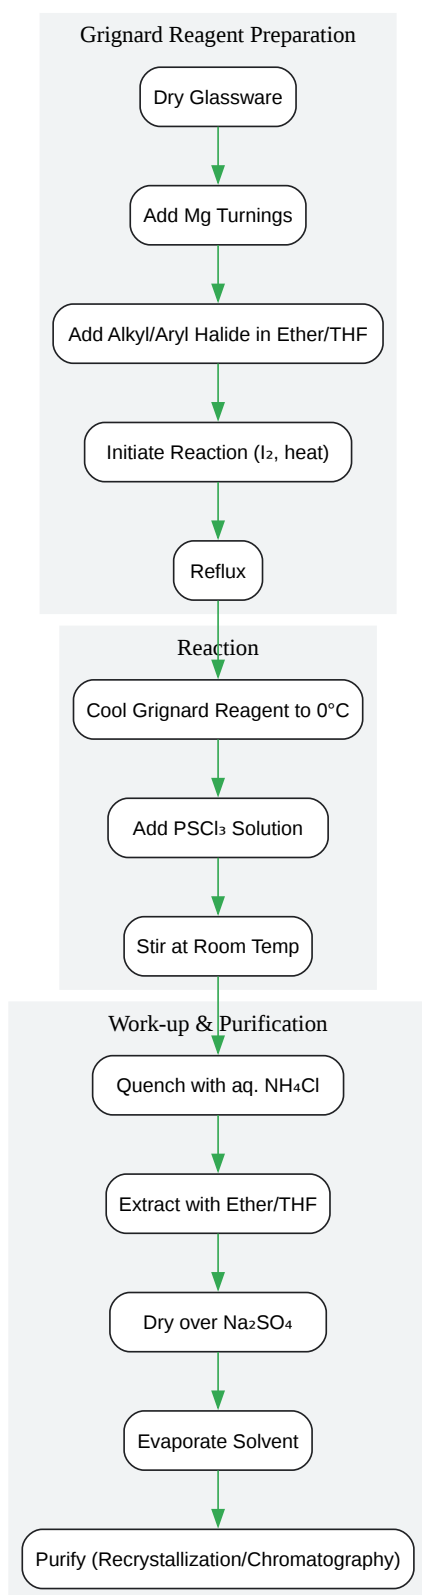 Grignard Reagent Preparation
Dry Glassware
Add Mg Turnings
Add Alkyl/Aryl Halide in Ether/THF
Initiate Reaction (I₂, heat)
Reflux
Reaction
Cool Grignard Reagent to 0°C
Add PSCl₃ Solution
Stir at Room Temp
Work-up & Purification
Quench with aq. NH₄Cl
Extract with Ether/THF
Dry over Na₂SO₄
Evaporate Solvent
Purify (Recrystallization/Chromatography)